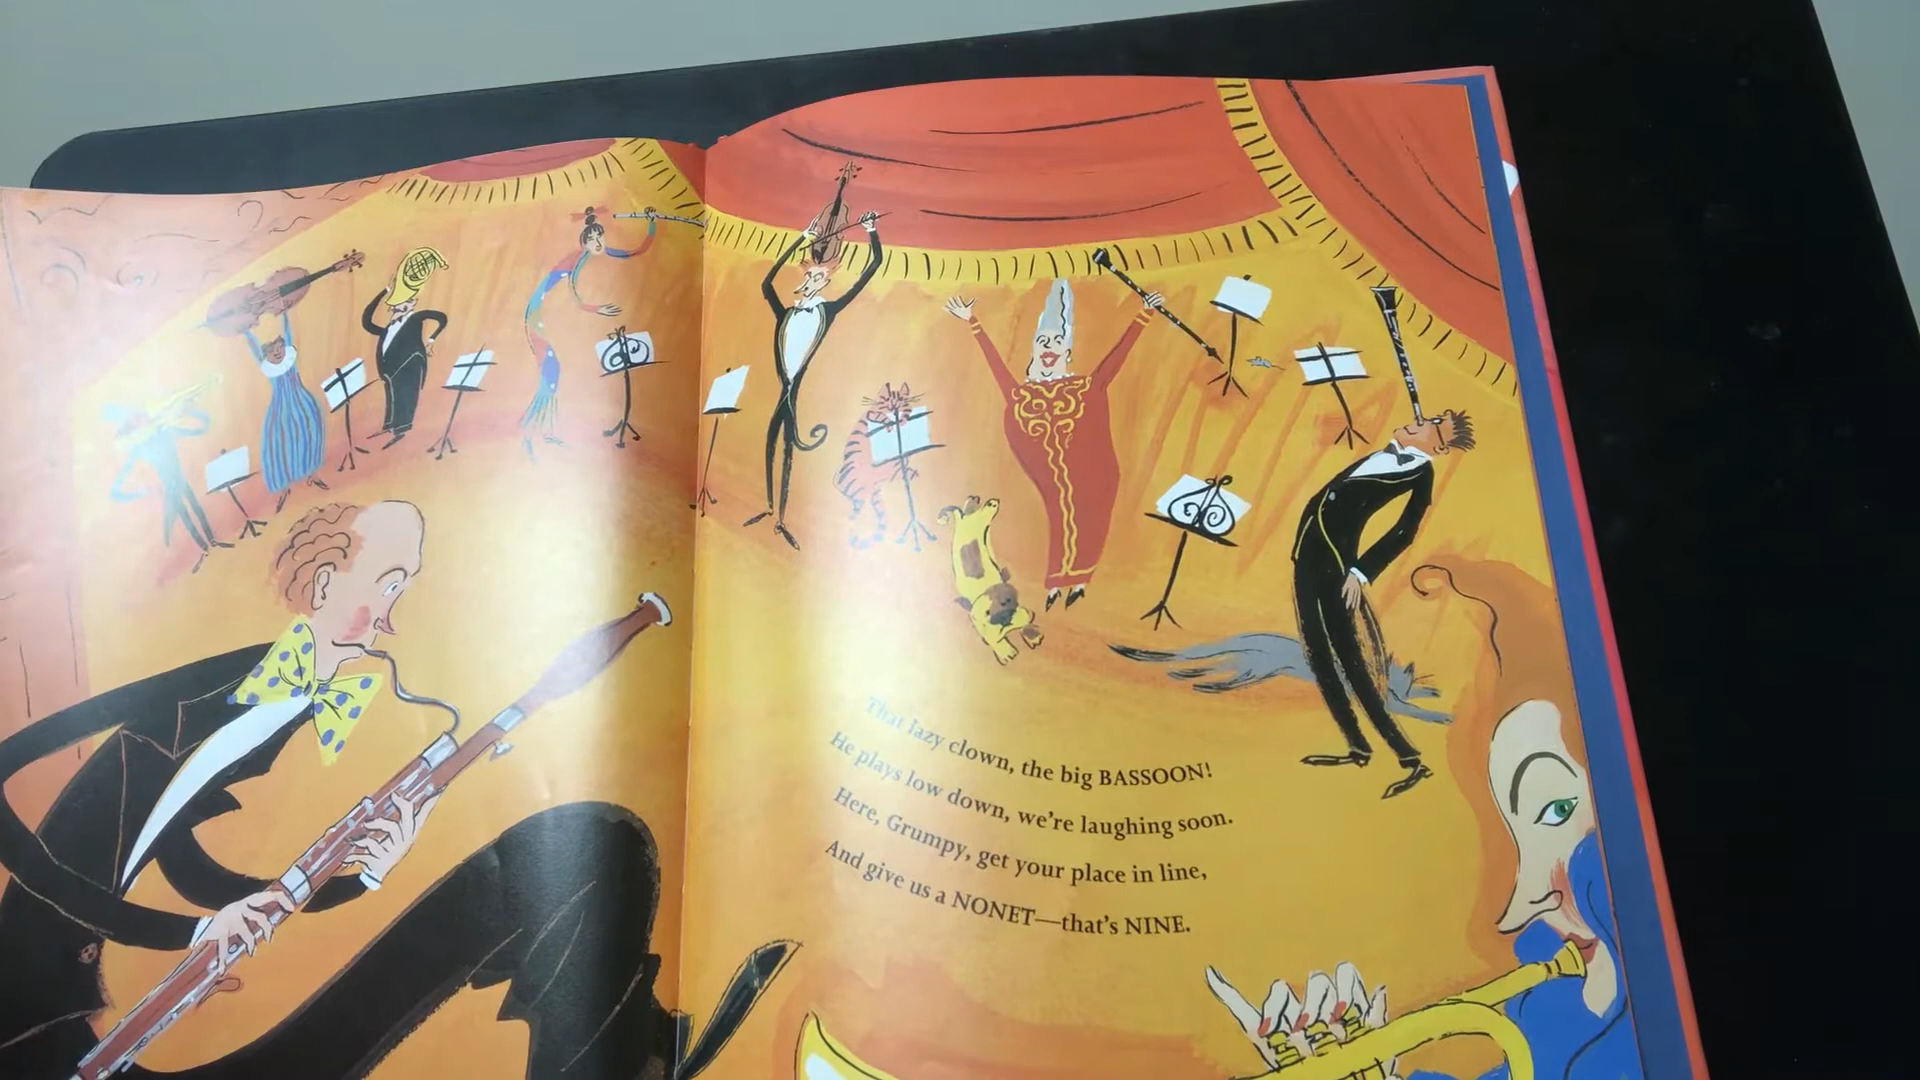 That lazy clown, the big BASSOON!
He plays low down, we're laughing soon.
Here, Grumpy, get your place in line,
And give us a NONET—that's NINE.